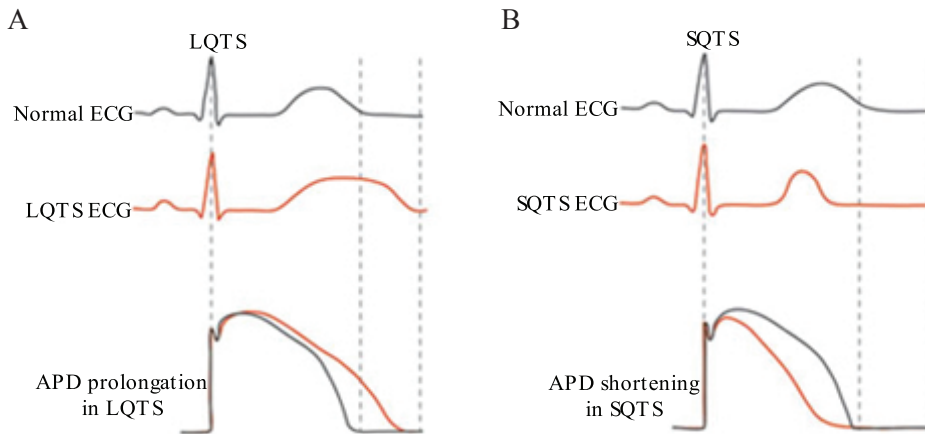 A
LQTS
Normal ECG
LQTS ECG
APD prolongation
in LQTS
B
SQTS
Normal ECG
SQTS ECG
APD shortening
in SQTS